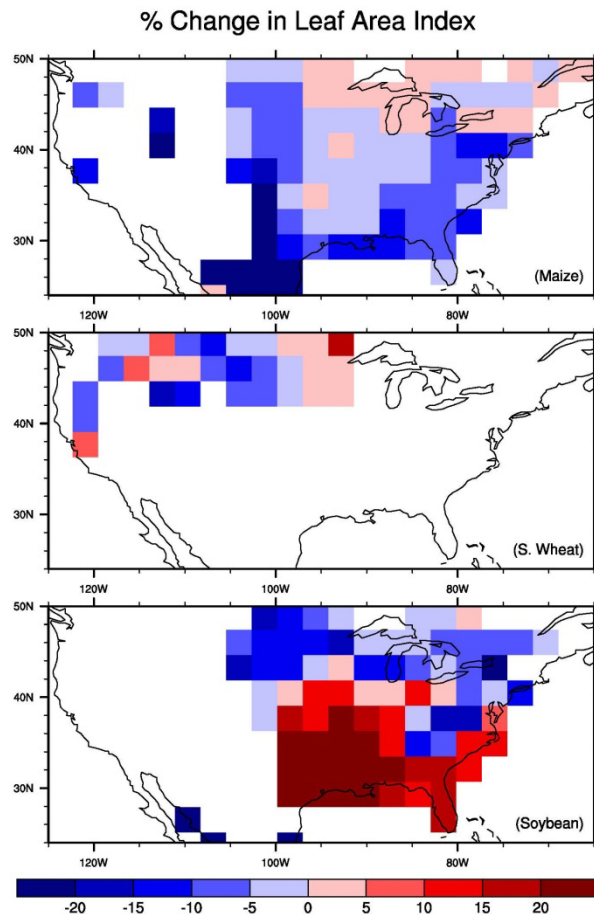 % Change in Leaf Area Index
50N
40N
30N
(Maize)
120W 100W 80W
50N
40N
30N
(S. Wheat)
120W 100W 80W
50N
40N
30N
(Soybean)
120W 100W 80W
-20 -15 -10 -5 0 5 10 15 20